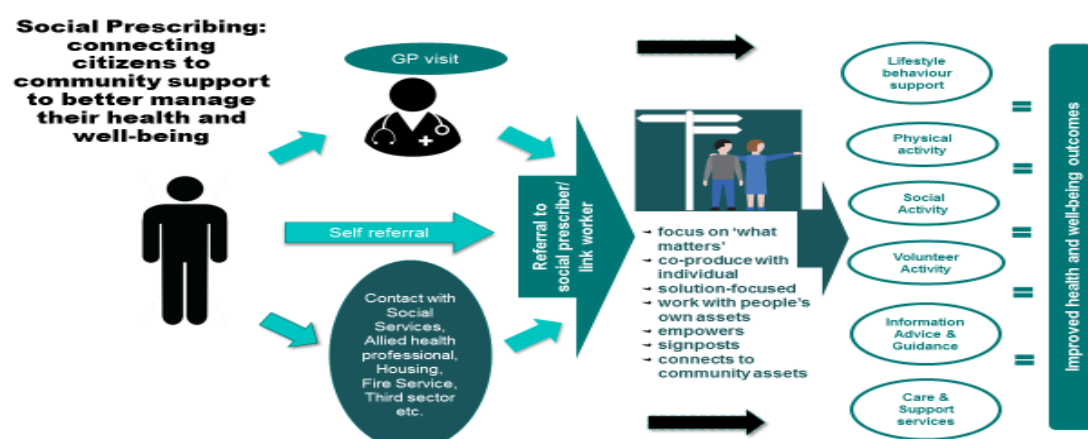 Social Prescribing:
connecting
citizens to
community support
to better manage
their health and
well-being
GP visit
Self referral
Contact with
Social
Services,
Allied health
professional,
Housing,
Fire Service,
Third sector
etc.
Referral to
social prescriber/
link worker
→ focus on ‘what
matters’
→ co-produce with
individual
→ solution-focused
→ work with people’s
own assets
→ empowers
→ signposts
→ connects to
community assets
Lifestyle
behaviour
support
Physical
activity
Social
Activity
Volunteer
Activity
Information
Advice &
Guidance
Care &
Support
services
=
=
=
=
=
Improved health and well-being outcomes